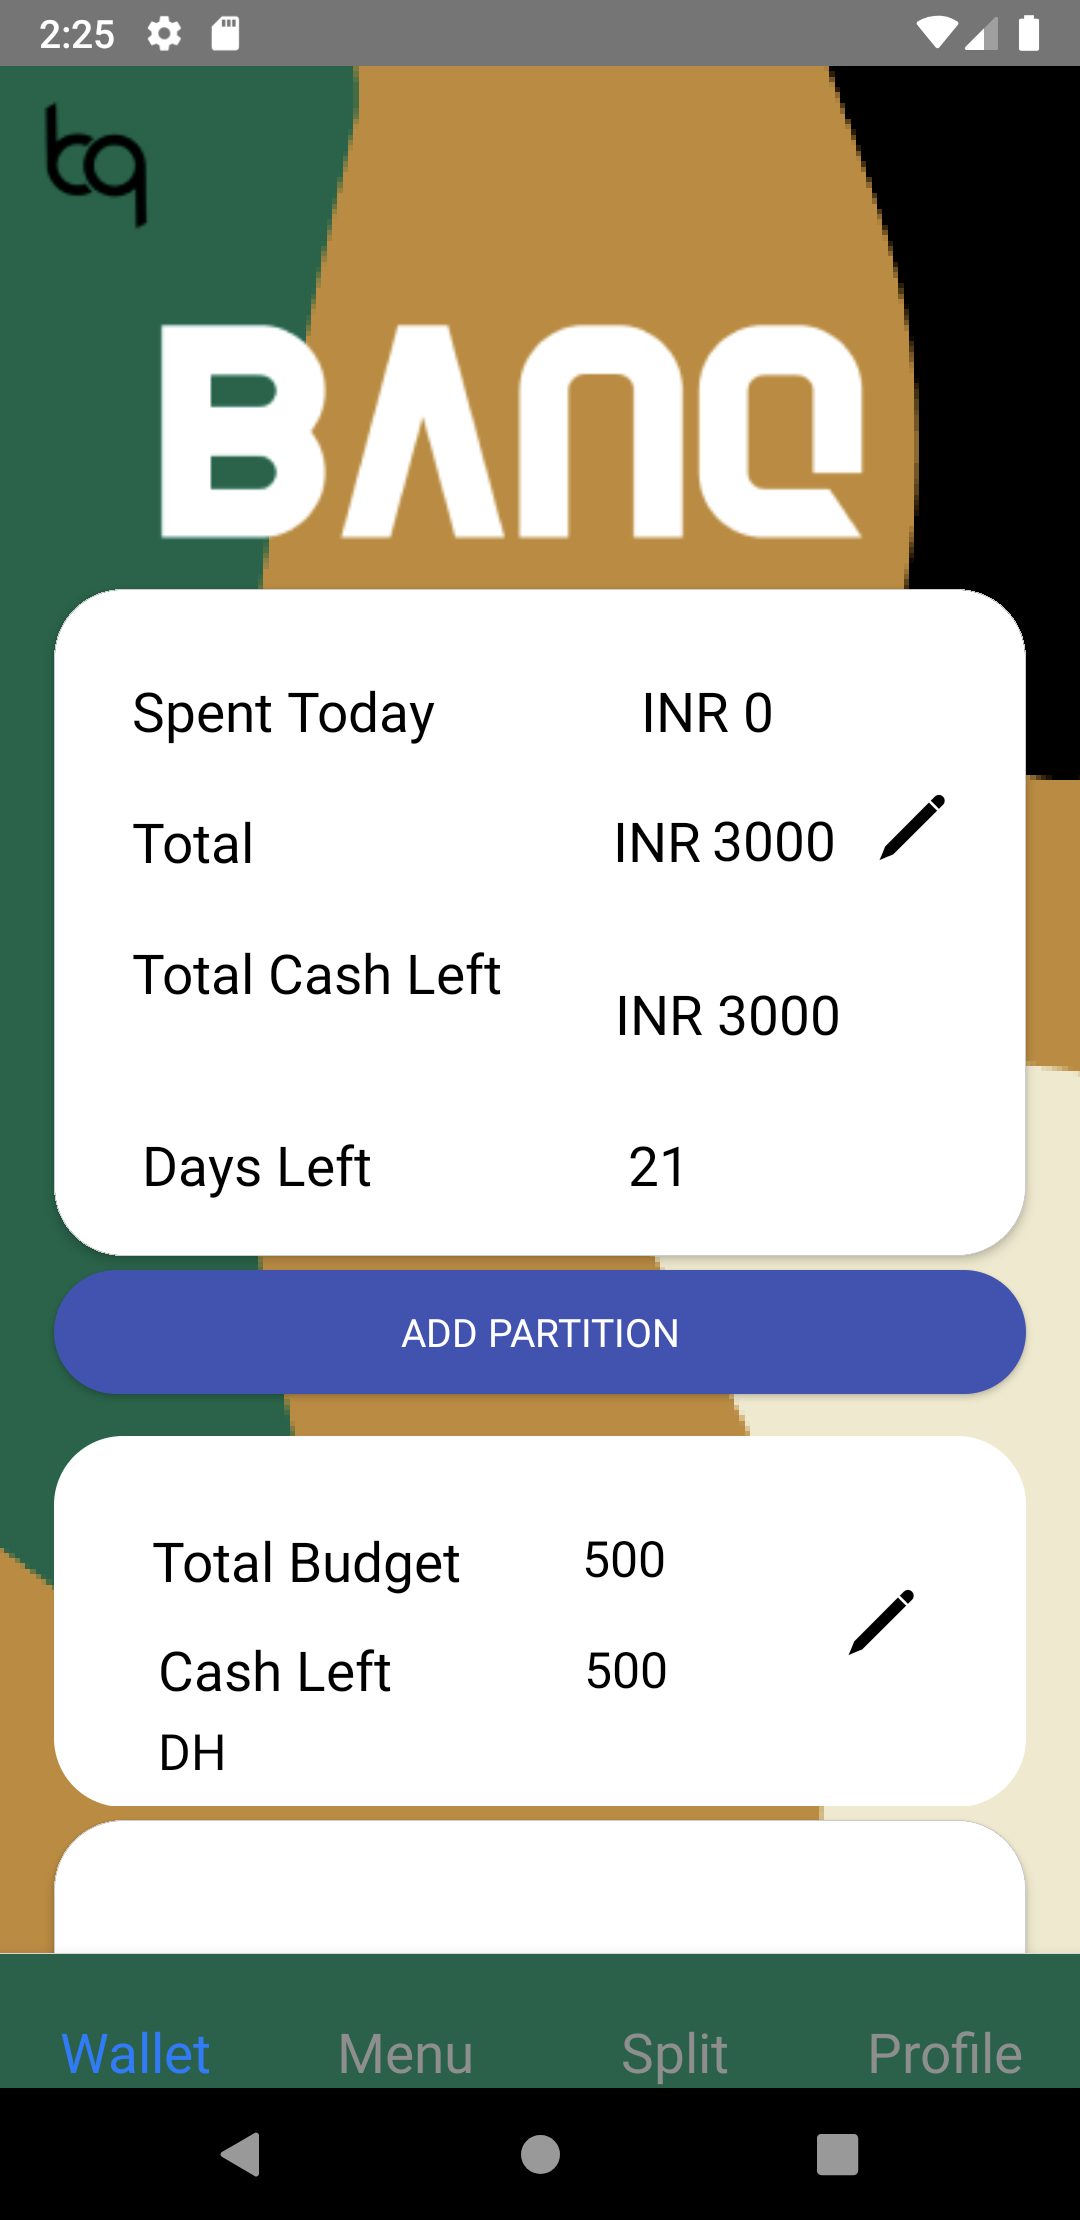 2:25
tq
BANQ
Spent Today INR 0
Total INR 3000
Total Cash Left INR 3000
Days Left 21
ADD PARTITION
Total Budget 500
Cash Left 500
DH
Wallet Menu Split Profile